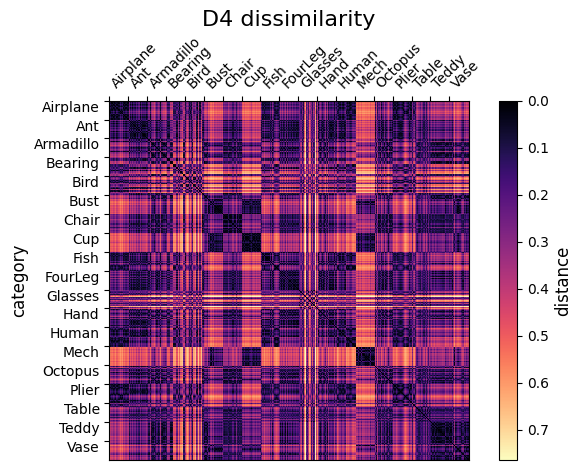 D4 dissimilarity
Airplane
Ant
Armadillo
Bearing
Bird
Bust
Chair
Cup
Fish
FourLeg
Glasses
Hand
Human
Mech
Octopus
Plier
Table
Teddy
Vase
Airplane
Ant
Armadillo
Bearing
Bird
Bust
Chair
Cup
Fish
FourLeg
Glasses
Hand
Human
Mech
Octopus
Plier
Table
Teddy
Vase
category
0.0
0.1
0.2
0.3
0.4
0.5
0.6
0.7
distance